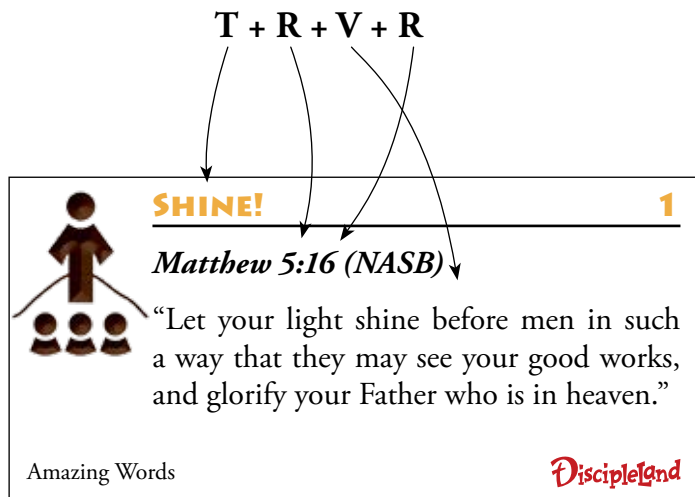 T + R + V + R
SHINE! 1
Matthew 5:16 (NASB)
“Let your light shine before men in such
a way that they may see your good works,
and glorify your Father who is in heaven.”
Amazing Words DiscipleLand